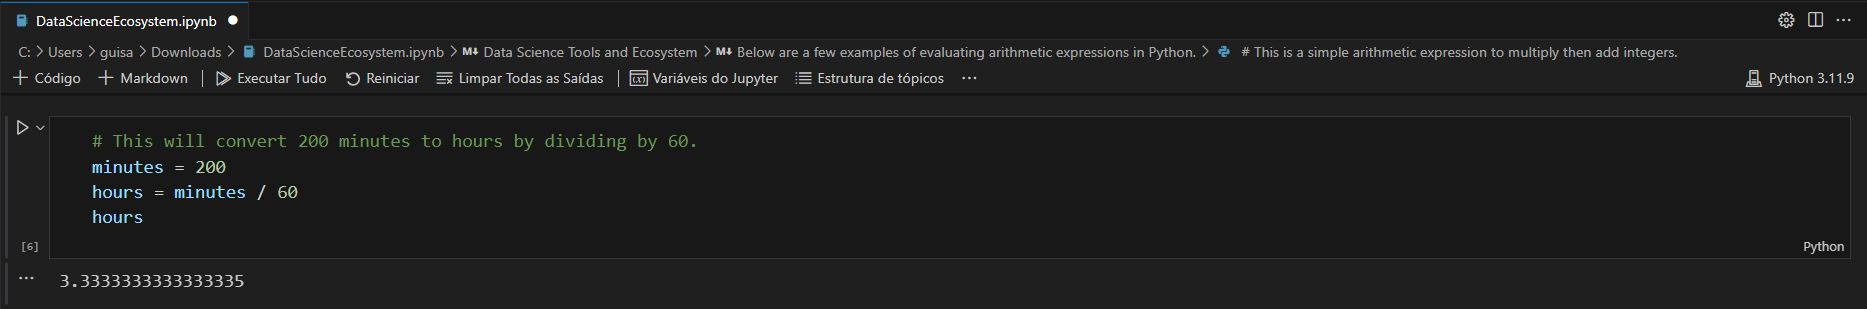 DataScienceEcosystem.ipynb
C: > Users > guisa > Downloads > DataScienceEcosystem.ipynb > M↓ Data Science Tools and Ecosystem > M↓ Below are a few examples of evaluating arithmetic expressions in Python. > # This is a simple arithmetic expression to multiply then add integers.
+ Código + Markdown | Executar Tudo Reiniciar Limpar Todas as Saídas | (x) Variáveis do Jupyter Estrutura de tópicos ... Python 3.11.9
# This will convert 200 minutes to hours by dividing by 60.
minutes = 200
hours = minutes / 60
hours
[6] Python
... 3.3333333333333335